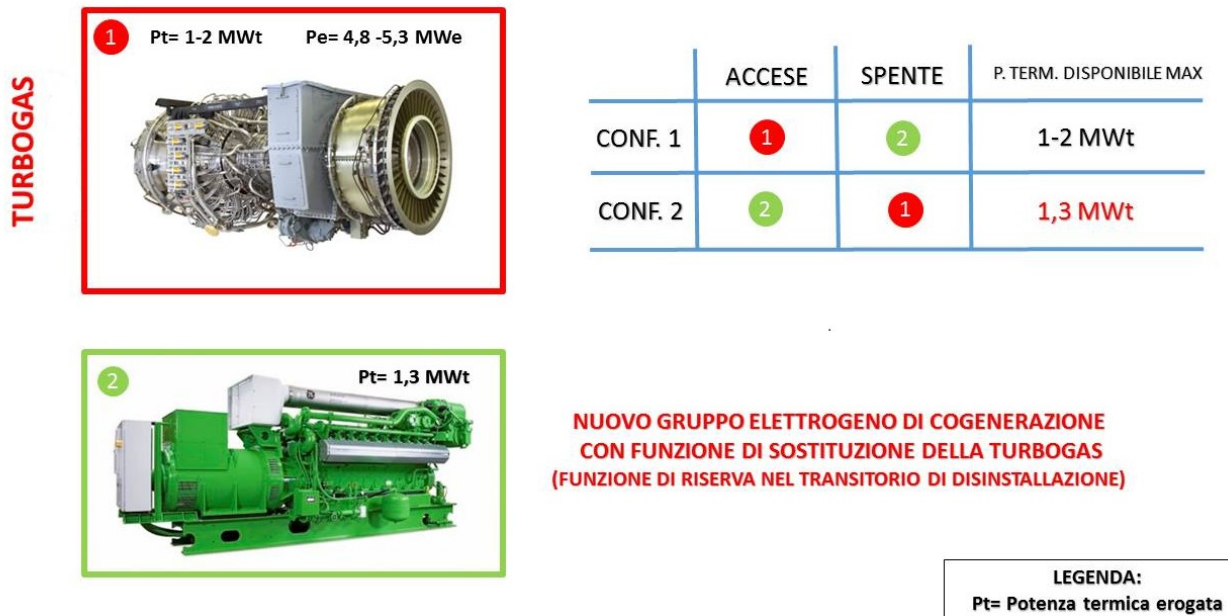 TURBOGAS
1 Pt= 1-2 MWt Pe= 4,8 -5,3 MWe
ACCESE SPENTE P. TERM. DISPONIBILE MAX
CONF. 1 1 2 1-2 MWt
CONF. 2 2 1 1,3 MWt
2 Pt= 1,3 MWt
NUOVO GRUPPO ELETTROGENO DI COGENERAZIONE
CON FUNZIONE DI SOSTITUZIONE DELLA TURBOGAS
(FUNZIONE DI RISERVA NEL TRANSITORIO DI DISINSTALLAZIONE)
LEGENDA:
Pt= Potenza termica erogata